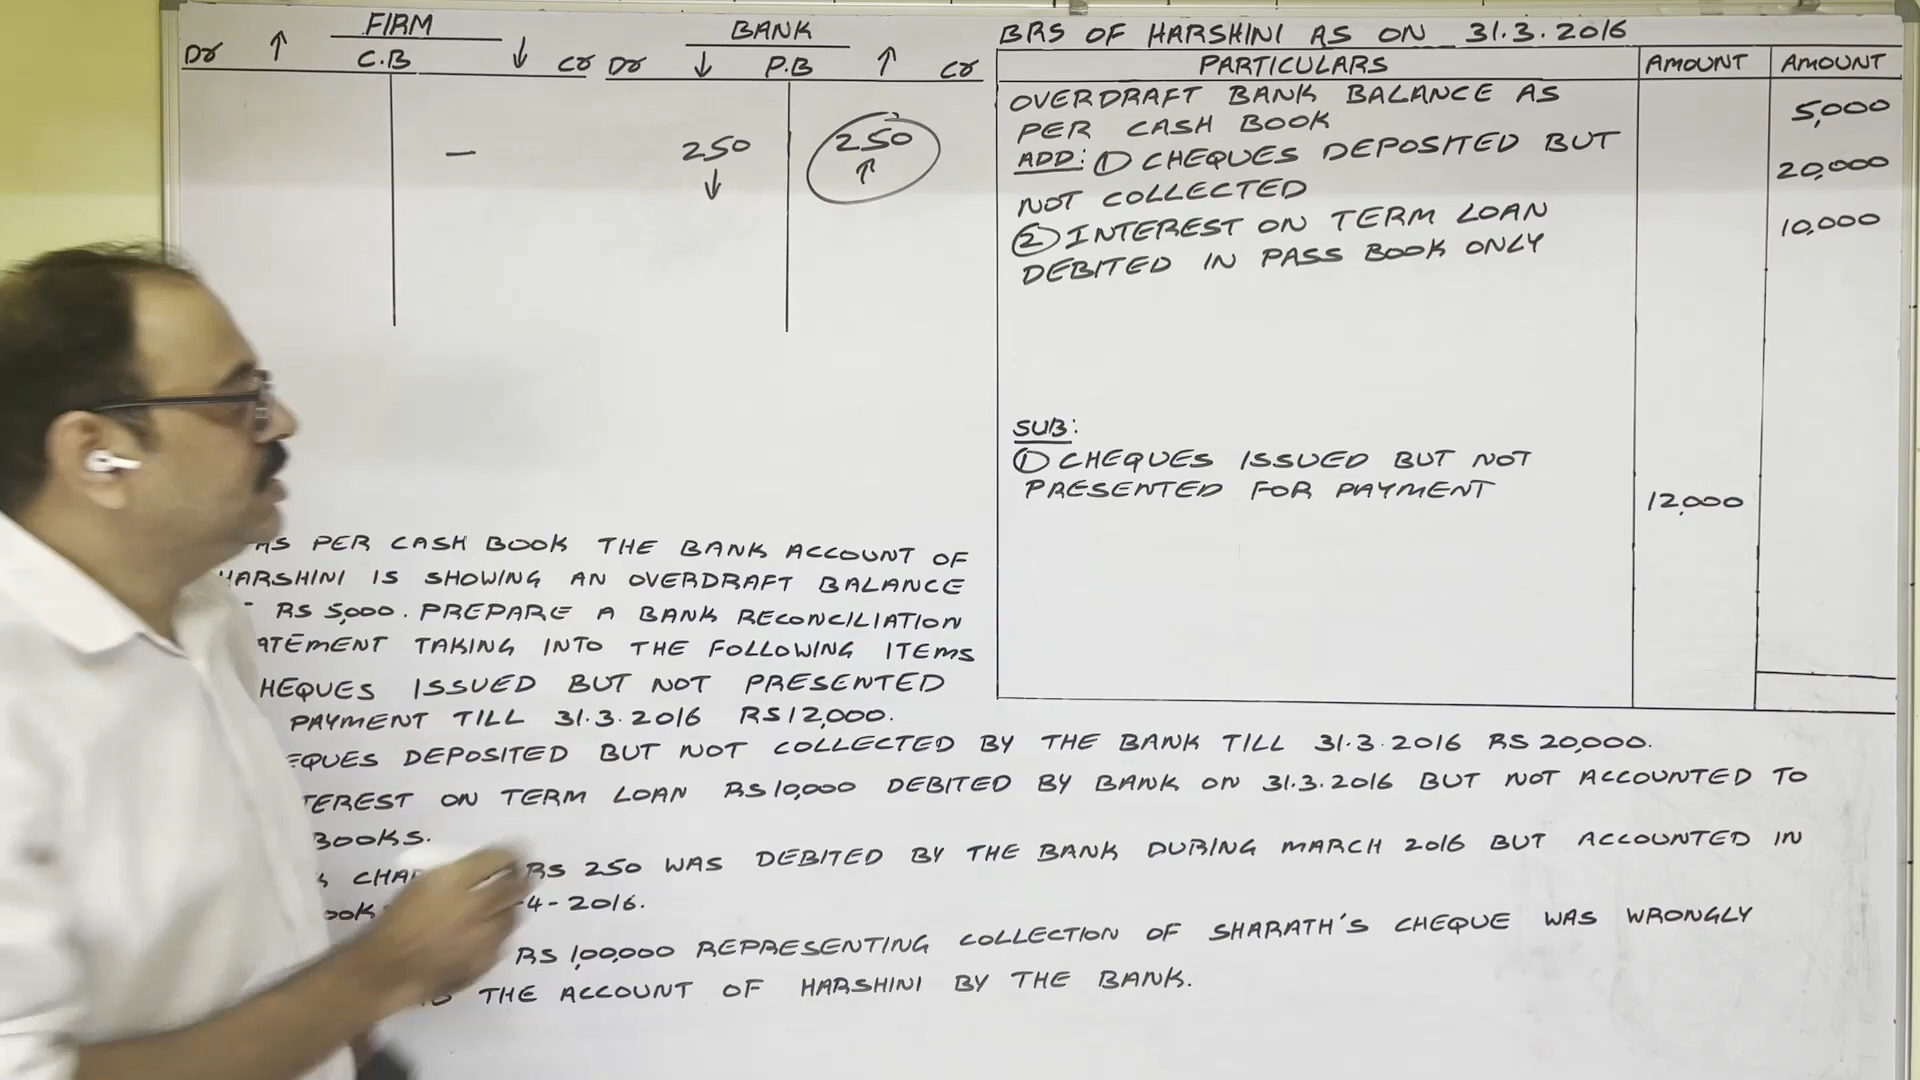 FIRM
Dr ↑ C.B ↓ Cr
BANK
Dr ↓ P.B ↑ Cr
— 250 ↓ 250 ↑
BRS OF HARSHINI AS ON 31.3.2016
PARTICULARS AMOUNT AMOUNT
OVERDRAFT BANK BALANCE AS
PER CASH BOOK 5,000
ADD: ① CHEQUES DEPOSITED BUT
NOT COLLECTED 20,000
② INTEREST ON TERM LOAN
DEBITED IN PASS BOOK ONLY 10,000
SUB:
① CHEQUES ISSUED BUT NOT
PRESENTED FOR PAYMENT 12,000
AS PER CASH BOOK THE BANK ACCOUNT OF
HARSHINI IS SHOWING AN OVERDRAFT BALANCE
RS 5,000. PREPARE A BANK RECONCILIATION
ATEMENT TAKING INTO THE FOLLOWING ITEMS
HEQUES ISSUED BUT NOT PRESENTED
PAYMENT TILL 31.3.2016 RS 12,000.
EQUES DEPOSITED BUT NOT COLLECTED BY THE BANK TILL 31.3.2016 RS 20,000.
TEREST ON TERM LOAN RS 10,000 DEBITED BY BANK ON 31.3.2016 BUT NOT ACCOUNTED TO
BOOKS.
CHA RS 250 WAS DEBITED BY THE BANK DURING MARCH 2016 BUT ACCOUNTED IN
OOK -4-2016.
RS 1,00,000 REPRESENTING COLLECTION OF SHARATH'S CHEQUE WAS WRONGLY
THE ACCOUNT OF HARSHINI BY THE BANK.